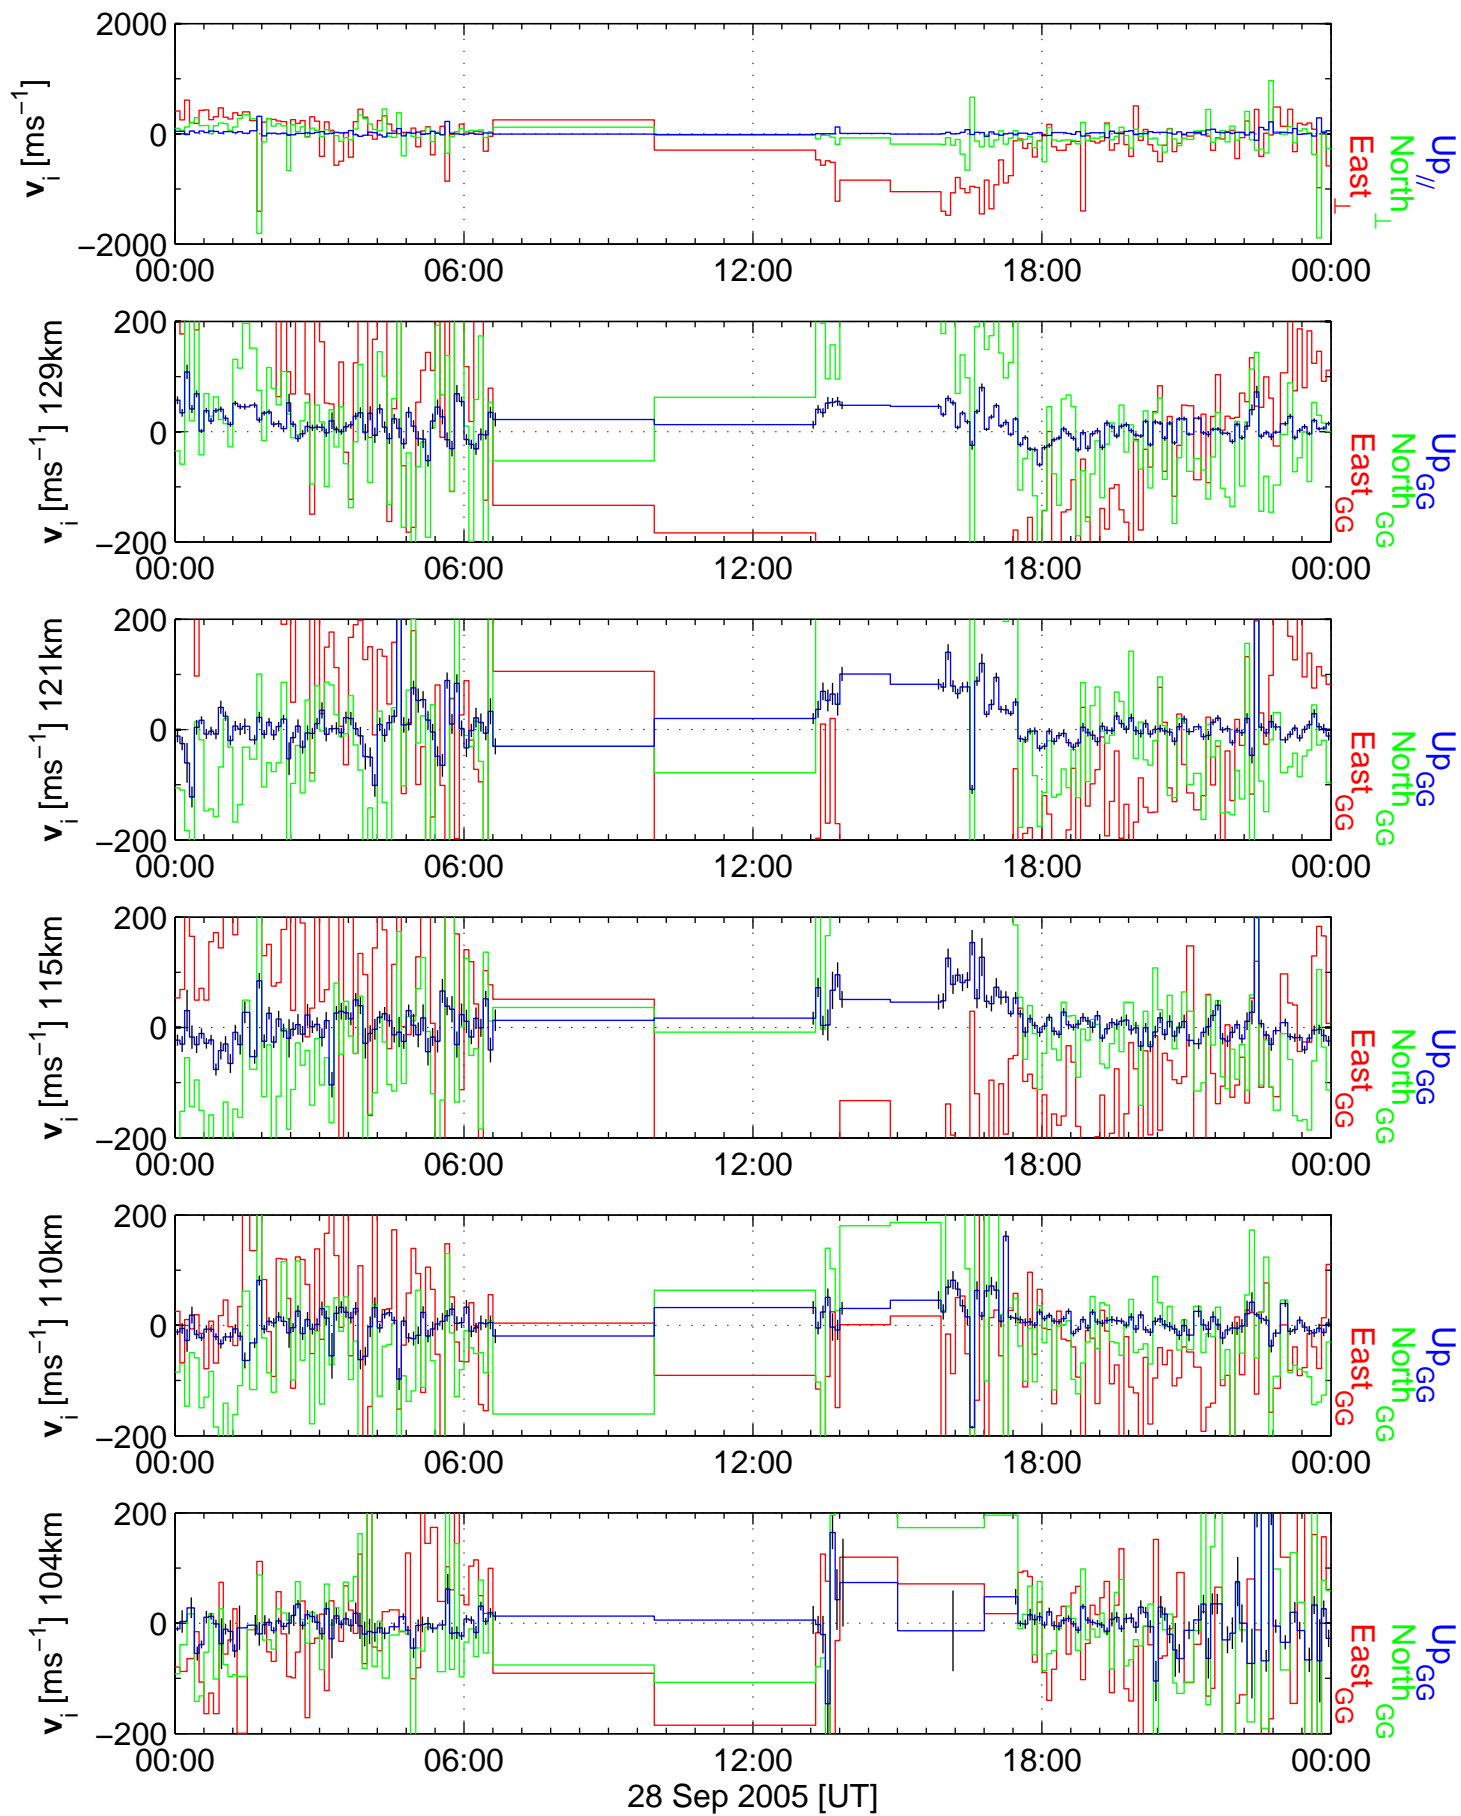 2000
0
−2000
v_i [ms^−1]
00:00 06:00 12:00 18:00 00:00
Up_//
North_⊥
East_⊥
200
0
−200
v_i [ms^−1] 129km
00:00 06:00 12:00 18:00 00:00
Up_GG
North_GG
East_GG
200
0
−200
v_i [ms^−1] 121km
00:00 06:00 12:00 18:00 00:00
Up_GG
North_GG
East_GG
200
0
−200
v_i [ms^−1] 115km
00:00 06:00 12:00 18:00 00:00
Up_GG
North_GG
East_GG
200
0
−200
v_i [ms^−1] 110km
00:00 06:00 12:00 18:00 00:00
Up_GG
North_GG
East_GG
200
0
−200
v_i [ms^−1] 104km
00:00 06:00 12:00 18:00 00:00
Up_GG
North_GG
East_GG
28 Sep 2005 [UT]